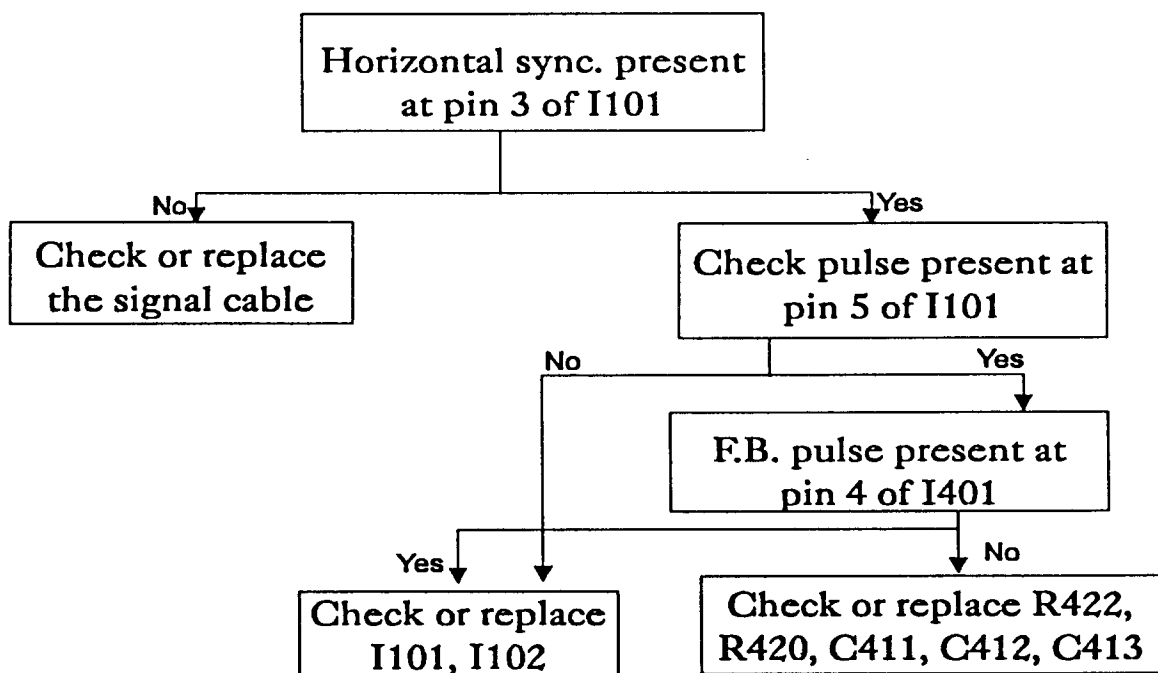 Horizontal sync. present
at pin 3 of I101
No
Yes
Check or replace
the signal cable
Check pulse present at
pin 5 of I101
No
Yes
F.B. pulse present at
pin 4 of I401
Yes
No
Check or replace
I101, I102
Check or replace R422,
R420, C411, C412, C413